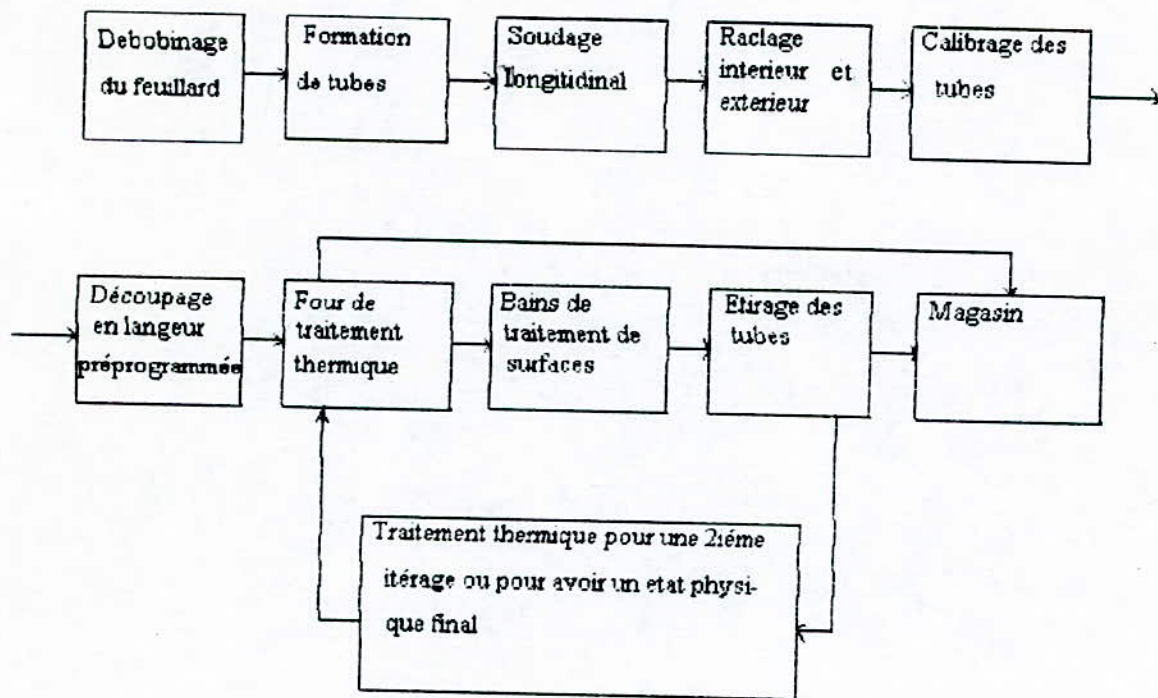 Debobinage
du feuillard
Formation
de tubes
Soudage
longitidinal
Raclage
interieur et
exterieur
Calibrage des
tubes
Découpage
en langeur
préprogrammée
Four de
traitement
thermique
Bains de
traitement de
surfaces
Etirage des
tubes
Magasin
Traitement thermique pour une 2iéme
itérage ou pour avoir un etat physi-
que final